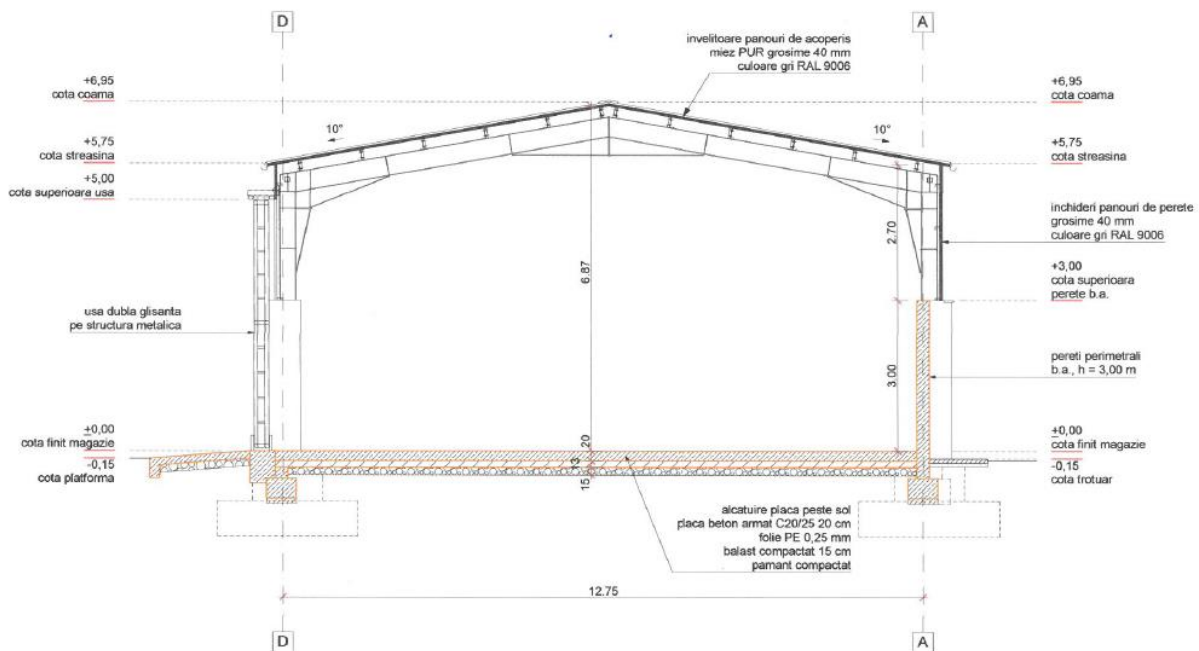 D
A
invelitoare panouri de acoperis
miez PUR grosime 40 mm
culoare gri RAL 9006
+6,95
cota coama
+6,95
cota coama
10°
10°
+5,75
cota streasina
+5,75
cota streasina
+5,00
cota superioara usa
inchideri panouri de perete
grosime 40 mm
culoare gri RAL 9006
2.70
6.87
+3,00
cota superioara
perete b.a.
usa dubla glisanta
pe structura metalica
pereti perimetrali
b.a., h = 3,00 m
3.00
±0,00
cota finit magazie
-0,15
cota platforma
±0,00
cota finit magazie
-0,15
cota trotuar
20
13
15
alcatuire placa peste sol
placa beton armat C20/25 20 cm
folie PE 0,25 mm
balast compactat 15 cm
pamant compactat
12.75
D
A